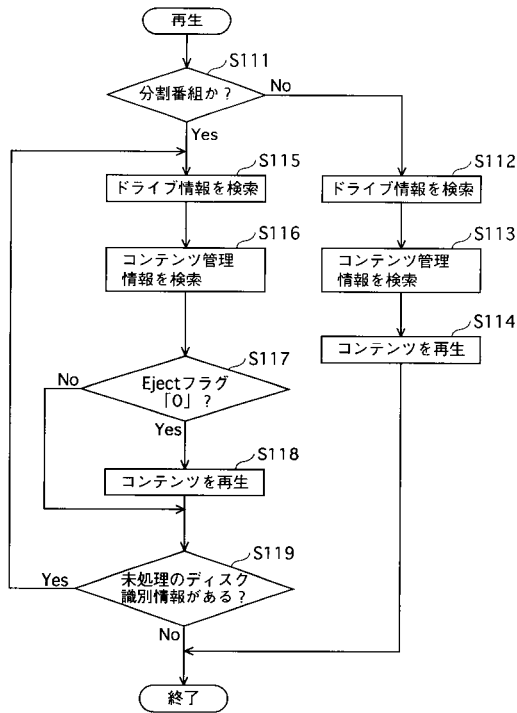 再生
S111
分割番組か？
No
Yes
S115
ドライブ情報を検索
S112
ドライブ情報を検索
S116
コンテンツ管理
情報を検索
S113
コンテンツ管理
情報を検索
S114
コンテンツを再生
S117
No
Ejectフラグ
「0」？
Yes
S118
コンテンツを再生
S119
Yes
未処理のディスク
識別情報がある？
No
終了